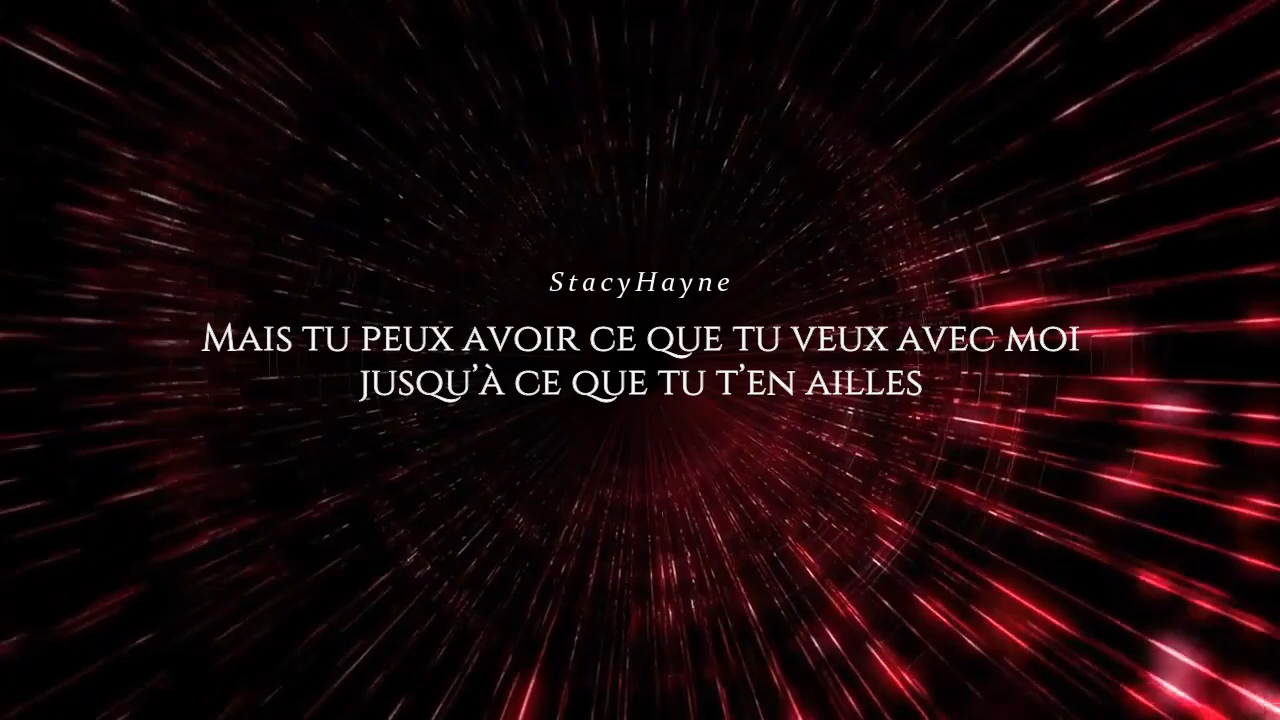 StacyHayne
Mais tu peux avoir ce que tu veux avec moi
jusqu’à ce que tu t’en ailles